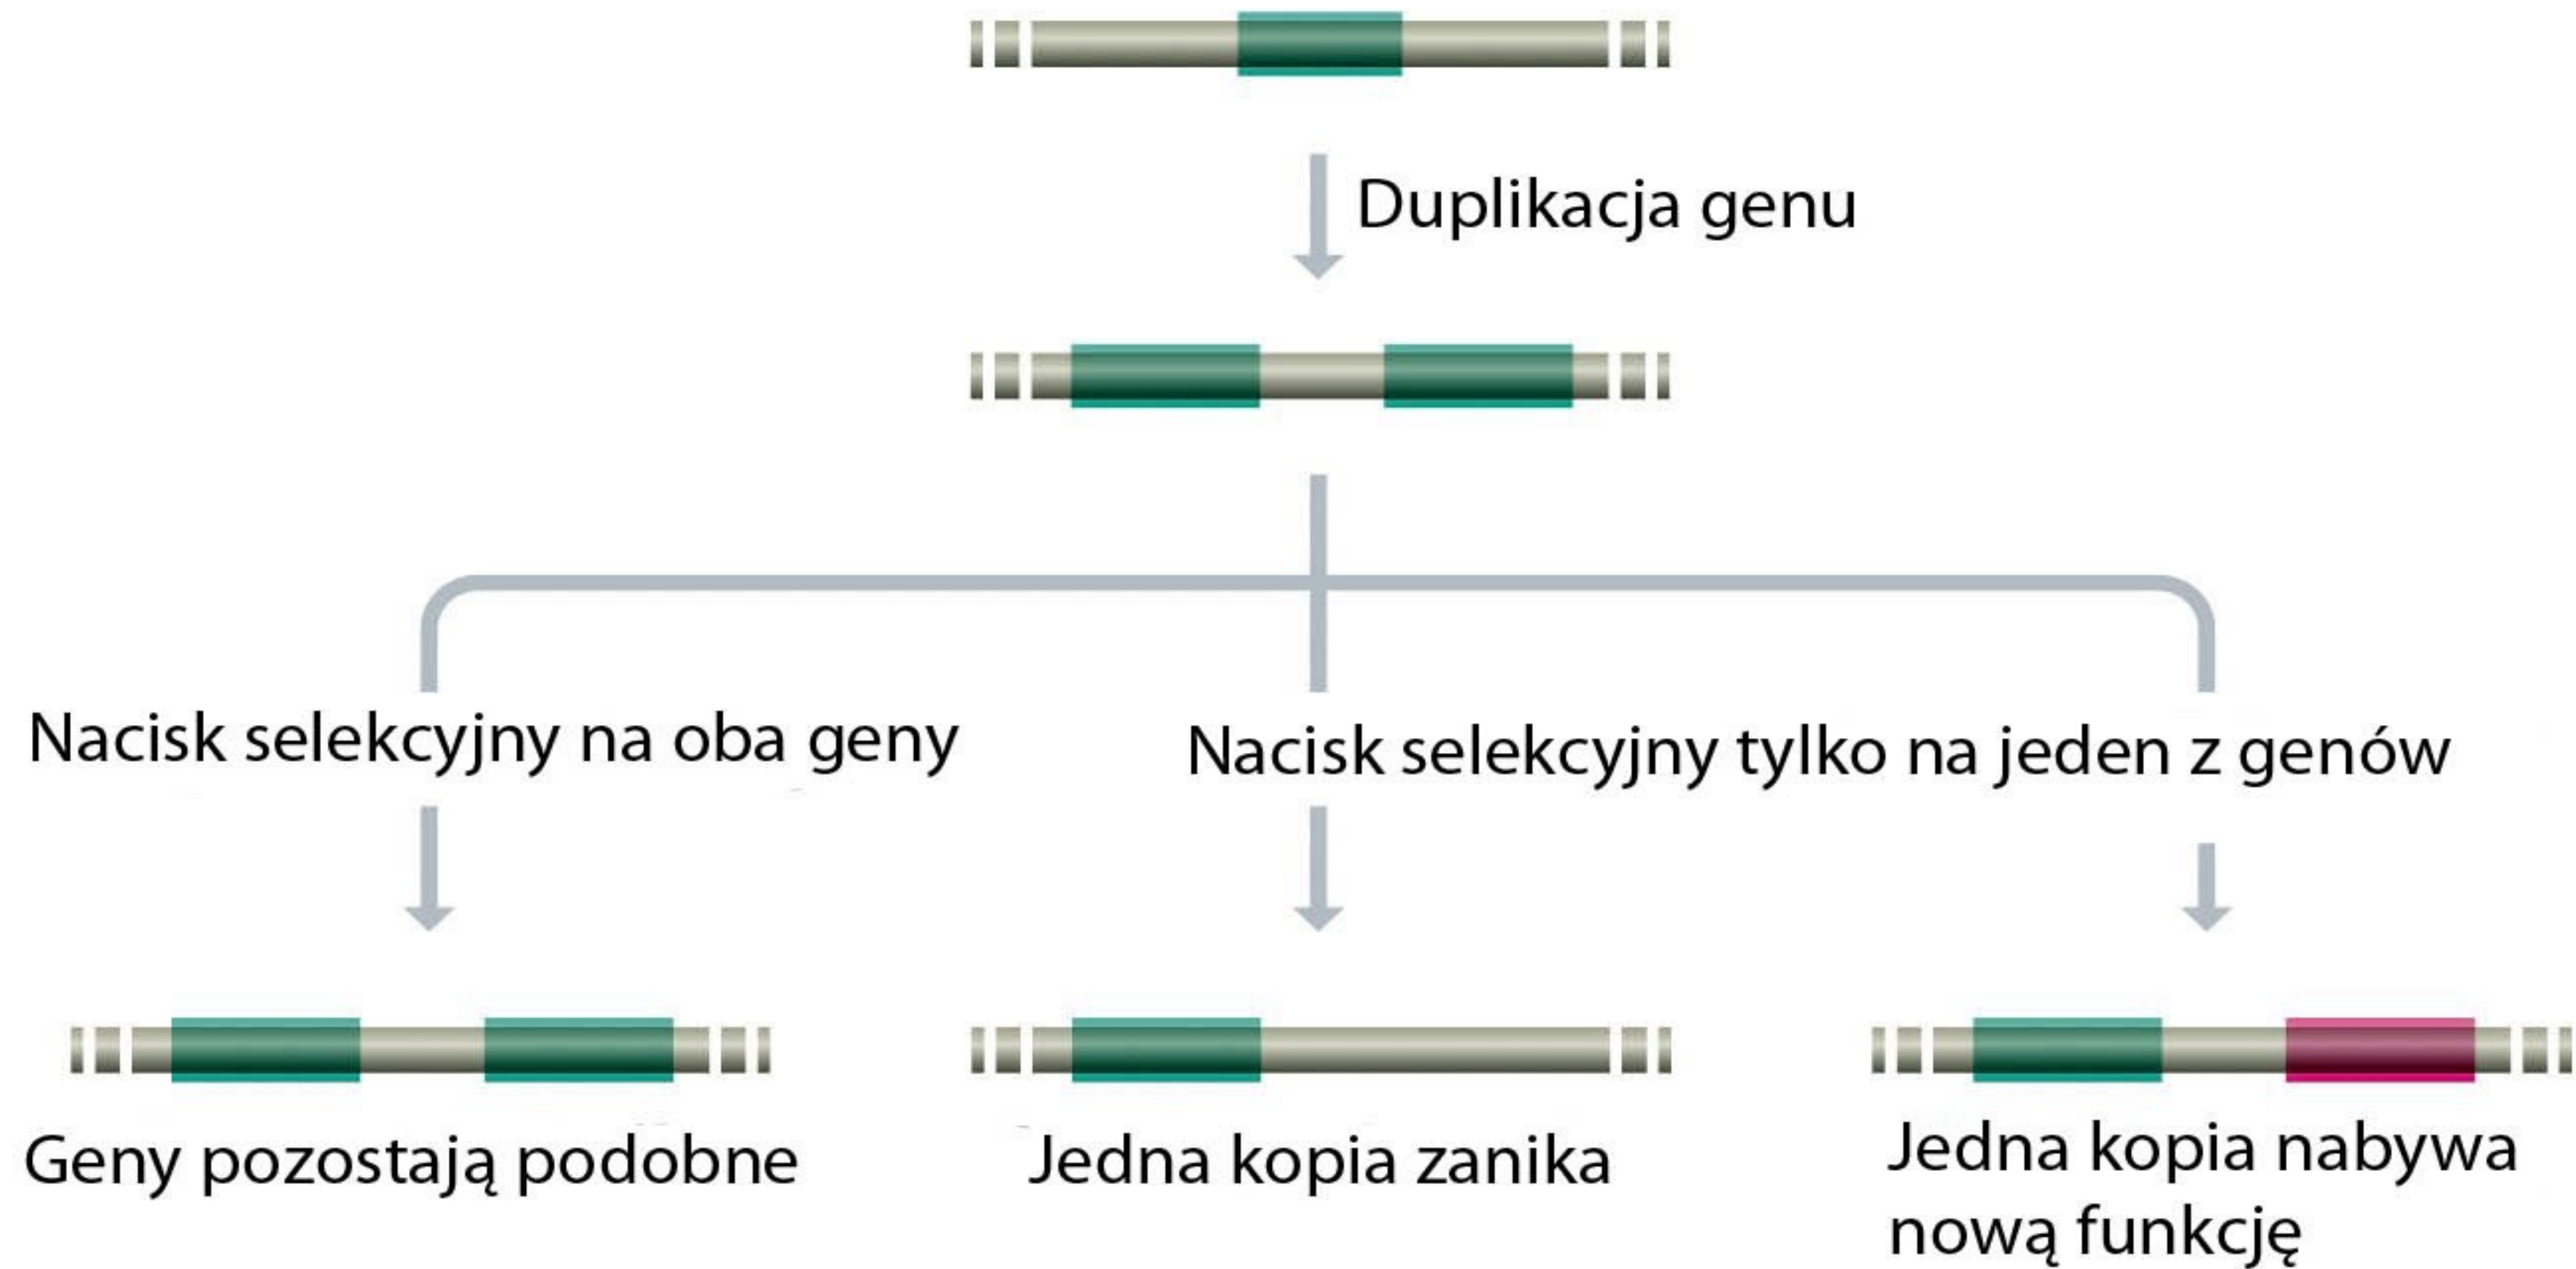 Duplikacja genu
Nacisk selekcyjny na oba geny
Nacisk selekcyjny tylko na jeden z genów
Geny pozostają podobne
Jedna kopia zanika
Jedna kopia nabywa
nową funkcję